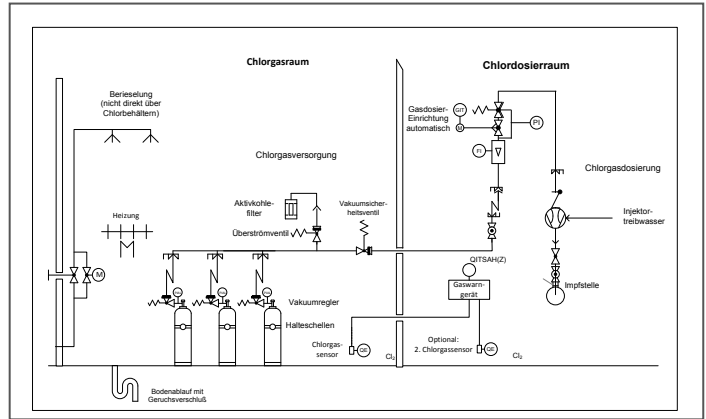 Chlorgasraum
Chlordosierraum
Berieselung
(nicht direkt über
Chlorbehältern)
Gasdosier-
Einrichtung
automatisch
GIT
M
PI
FI
Chlorgasversorgung
Chlorgasdosierung
Aktivkohle-
filter
Vakuumsicher-
heitsventil
Heizung
Überströmventil
Injektor-
treibwasser
QITSAH(Z)
M
Gaswarn-
gerät
Impfstelle
Vakuumregler
Halteschellen
Chlorgas-
sensor
QE
Cl₂
Optional:
2. Chlorgassensor
QE
Cl₂
Bodenablauf mit
Geruchsverschluß